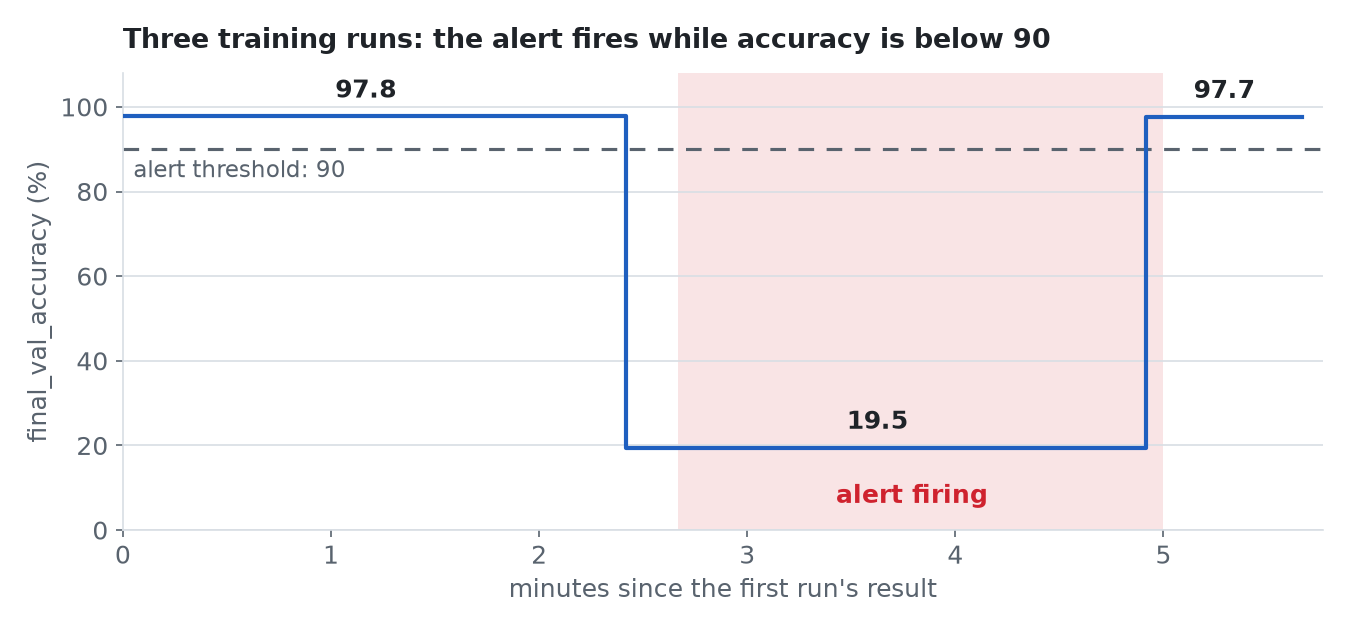 Three training runs: the alert fires while accuracy is below 90
97.8
97.7
100
alert threshold: 90
80
60
40
20
0
final_val_accuracy (%)
19.5
alert firing
0 1 2 3 4 5
minutes since the first run's result